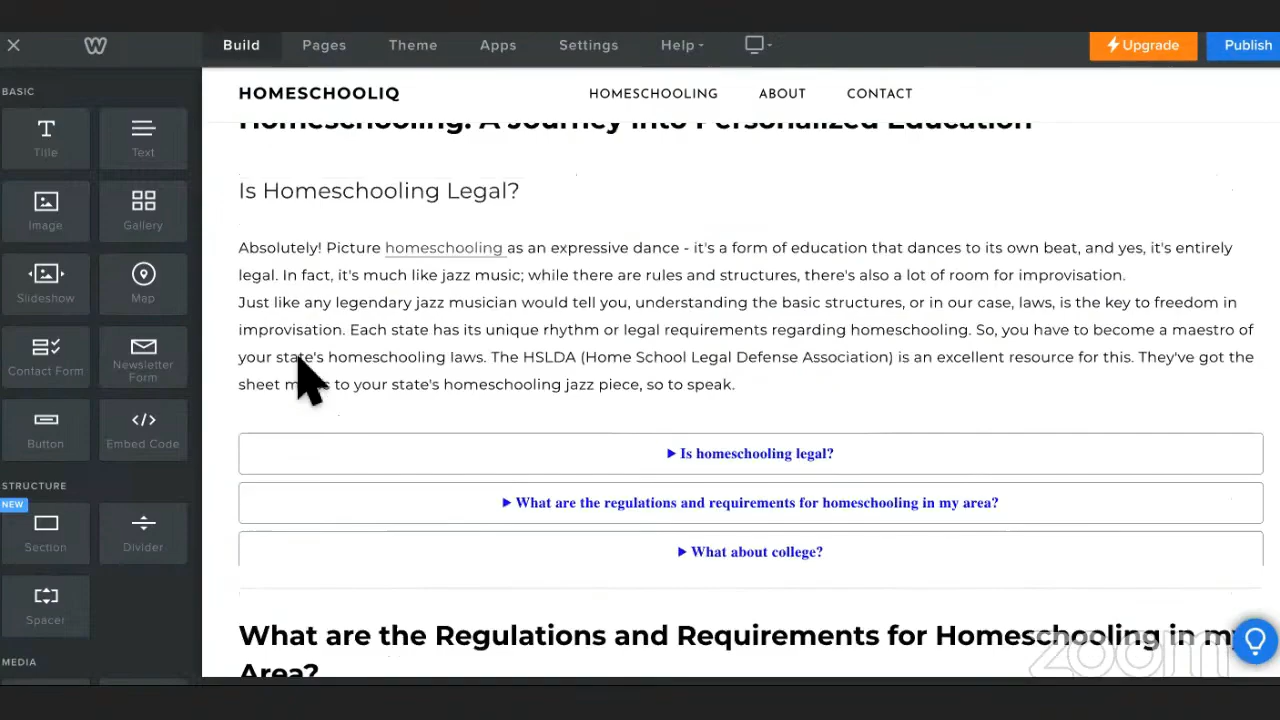 Build Pages Theme Apps Settings Help Upgrade Publish
BASIC
HOMESCHOOLIQ HOMESCHOOLING ABOUT CONTACT
Homeschooling: A Journey into Personalized Education
Title Text
Is Homeschooling Legal?
Image Gallery
Absolutely! Picture homeschooling as an expressive dance - it's a form of education that dances to its own beat, and yes, it's entirely
legal. In fact, it's much like jazz music; while there are rules and structures, there's also a lot of room for improvisation.
Slideshow Map
Just like any legendary jazz musician would tell you, understanding the basic structures, or in our case, laws, is the key to freedom in
improvisation. Each state has its unique rhythm or legal requirements regarding homeschooling. So, you have to become a maestro of
your state's homeschooling laws. The HSLDA (Home School Legal Defense Association) is an excellent resource for this. They've got the
sheet to your state's homeschooling jazz piece, so to speak.
Contact Form Newsletter
Form
Button Embed Code
Is homeschooling legal?
STRUCTURE
NEW
What are the regulations and requirements for homeschooling in my area?
Section Divider
What about college?
Spacer
What are the Regulations and Requirements for Homeschooling in my
Area?
MEDIA
zoom